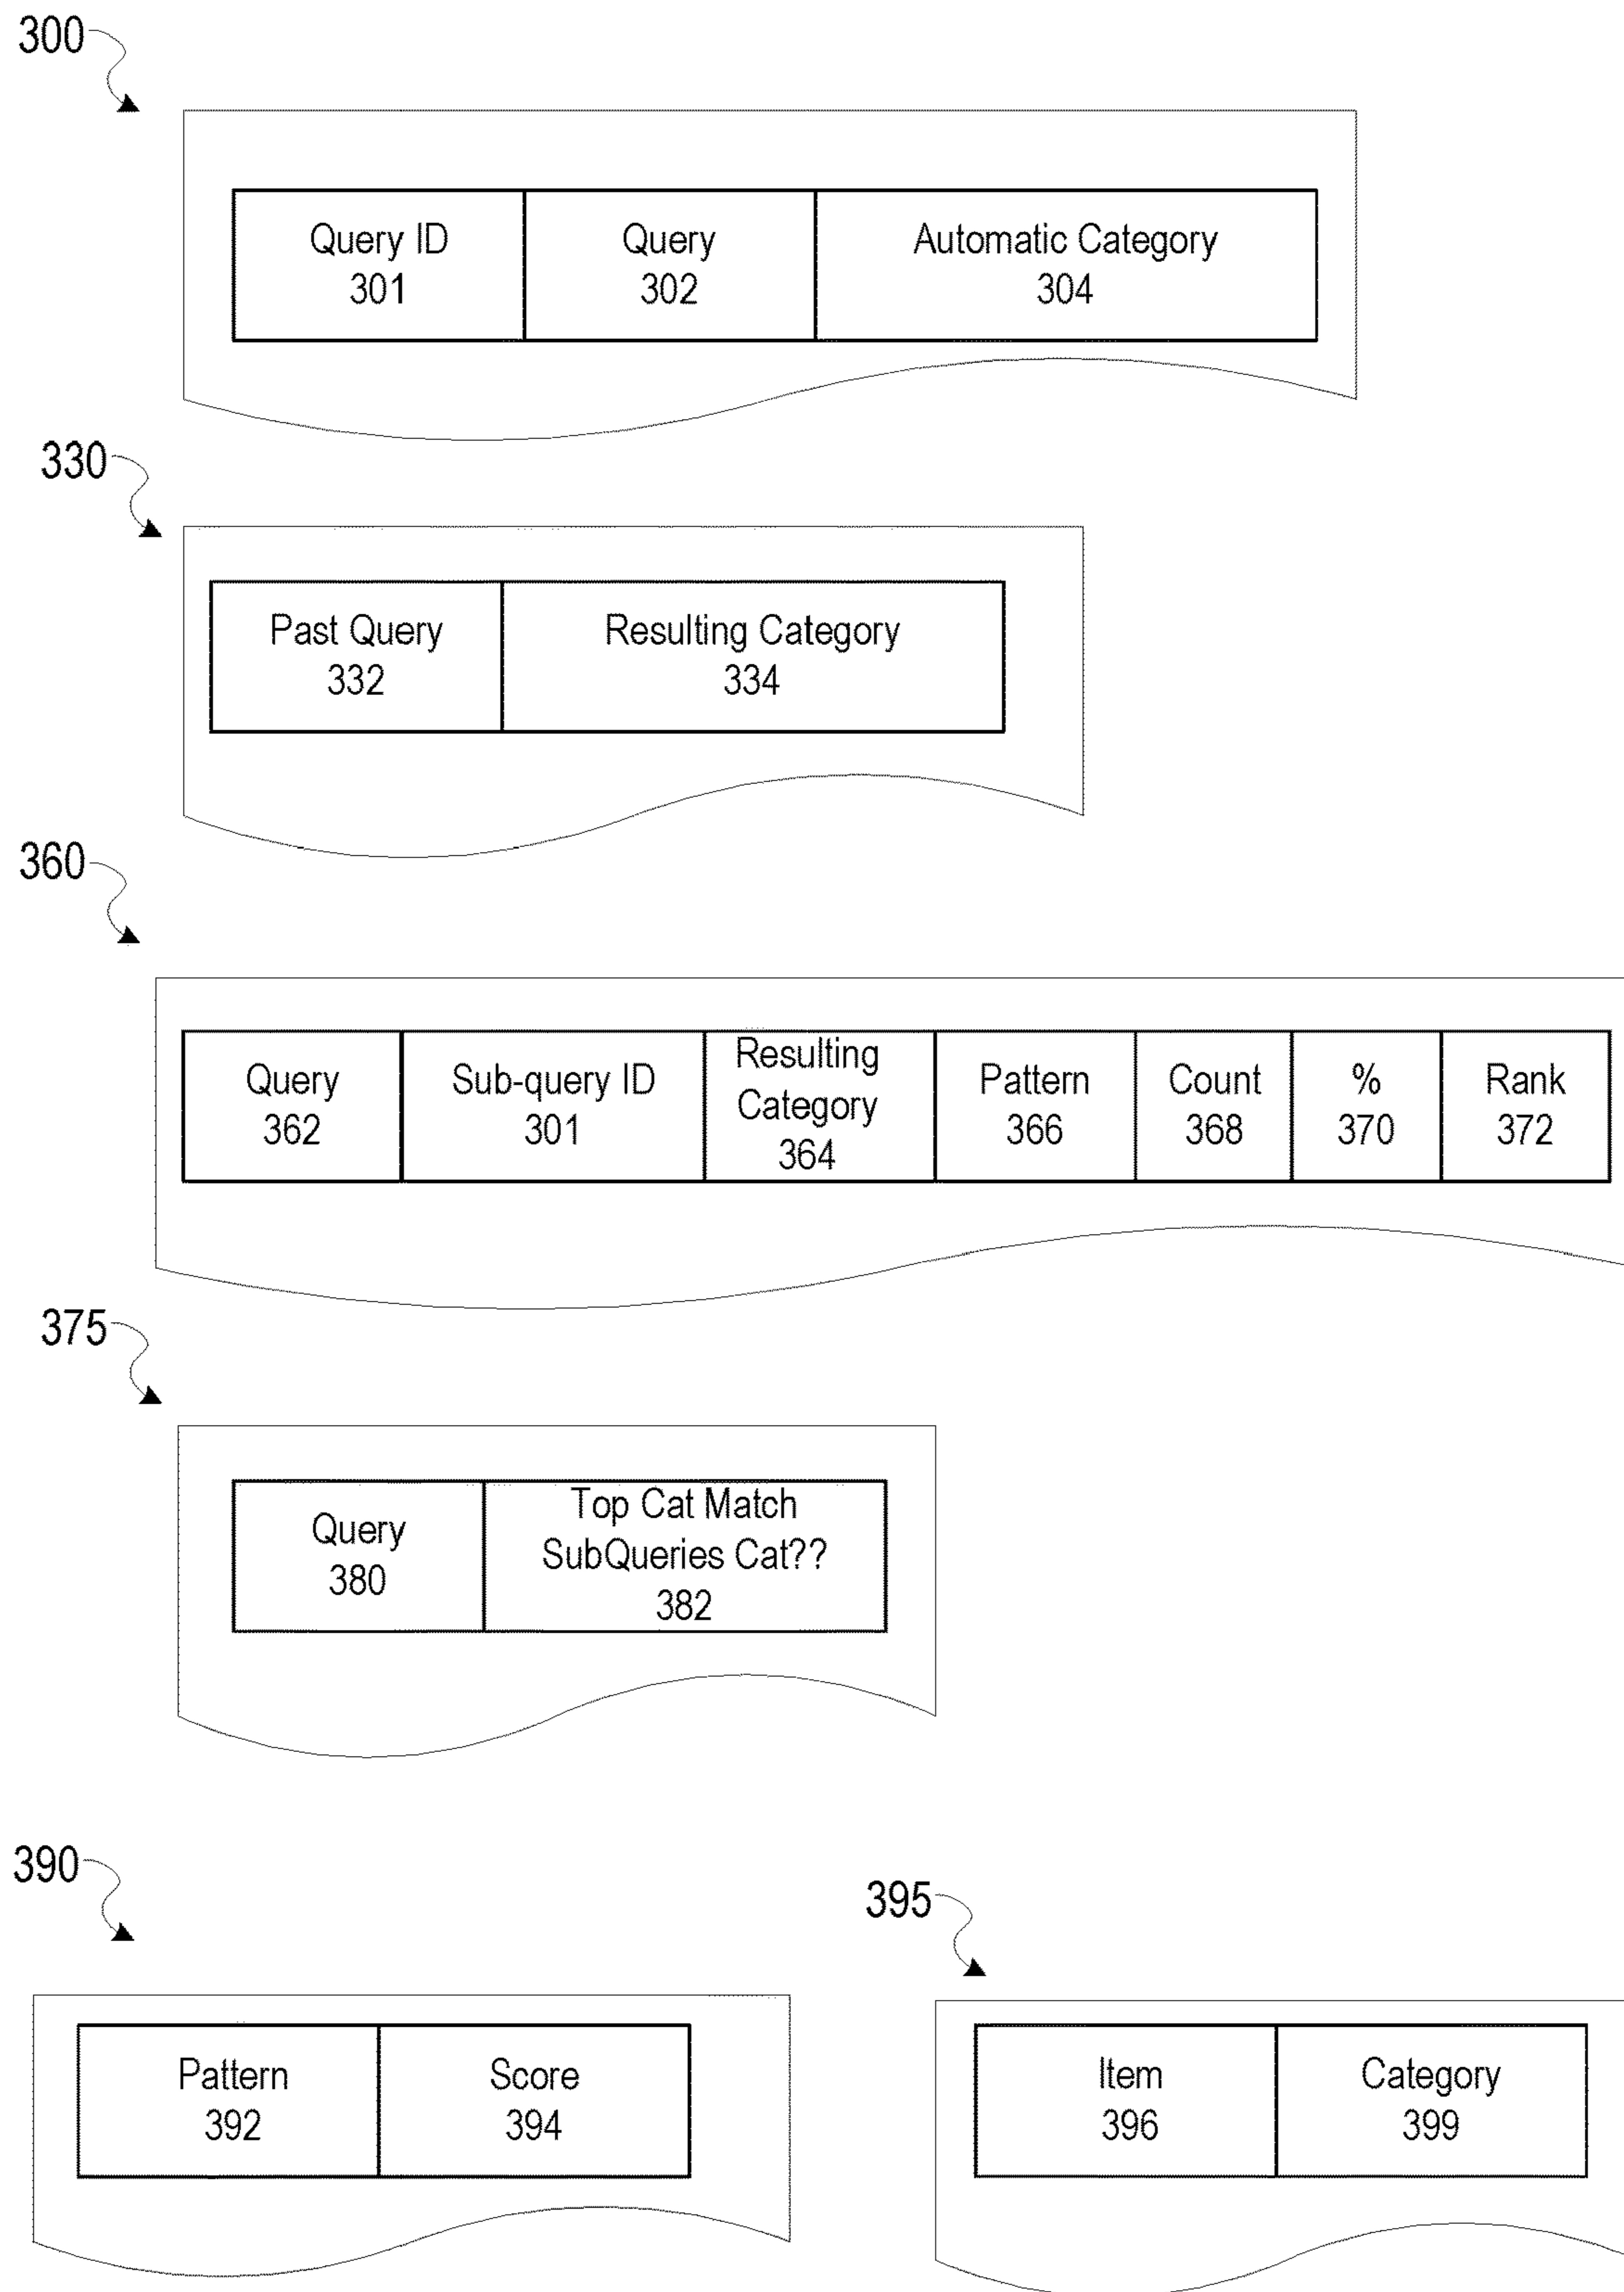 300
Query ID
301
Query
302
Automatic Category
304
330
Past Query
332
Resulting Category
334
360
Query
362
Sub-query ID
301
Resulting
Category
364
Pattern
366
Count
368
%
370
Rank
372
375
Query
380
Top Cat Match
SubQueries Cat??
382
390
Pattern
392
Score
394
395
Item
396
Category
399